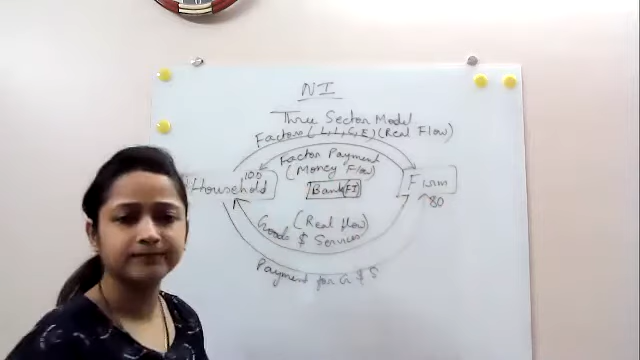 NI
Three Sector Model
Factors (L, L, C, E) (Real Flow)
Factor Payment
(Money Flow)
100
Household
Bank FI
Firm
80
(Real flow)
Goods $ Services
Payment for G $ S